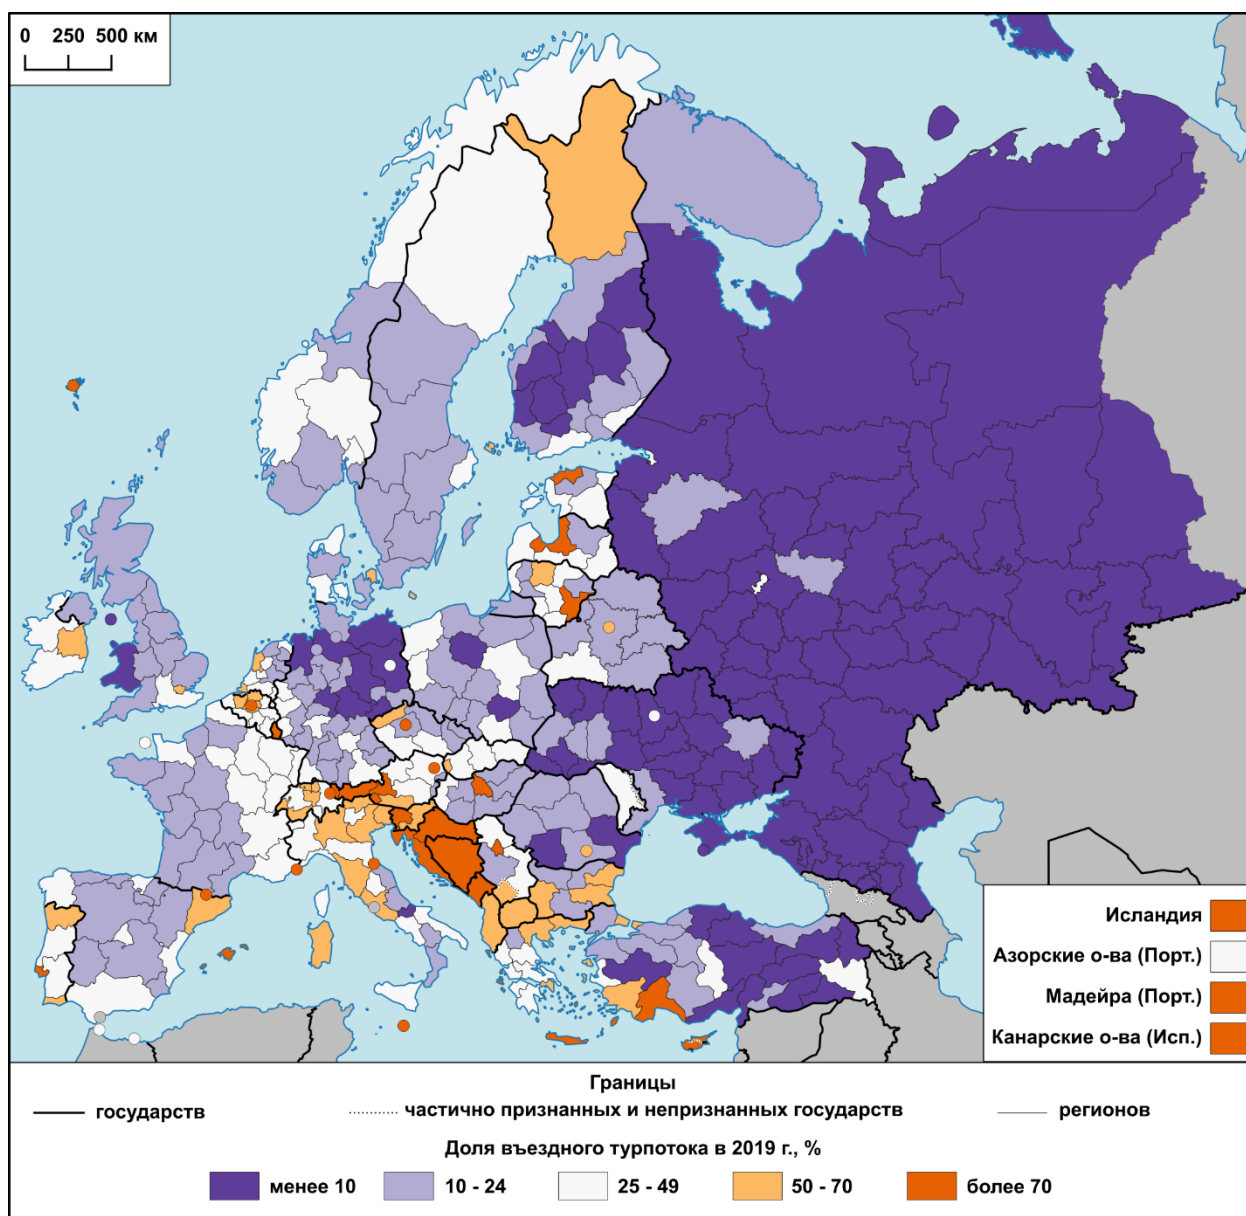 0 250 500 км
Исландия
Азорские о-ва (Порт.)
Мадейра (Порт.)
Канарские о-ва (Исп.)
Границы
государств частично признанных и непризнанных государств регионов
Доля въездного турпотока в 2019 г., %
менее 10 10 - 24 25 - 49 50 - 70 более 70